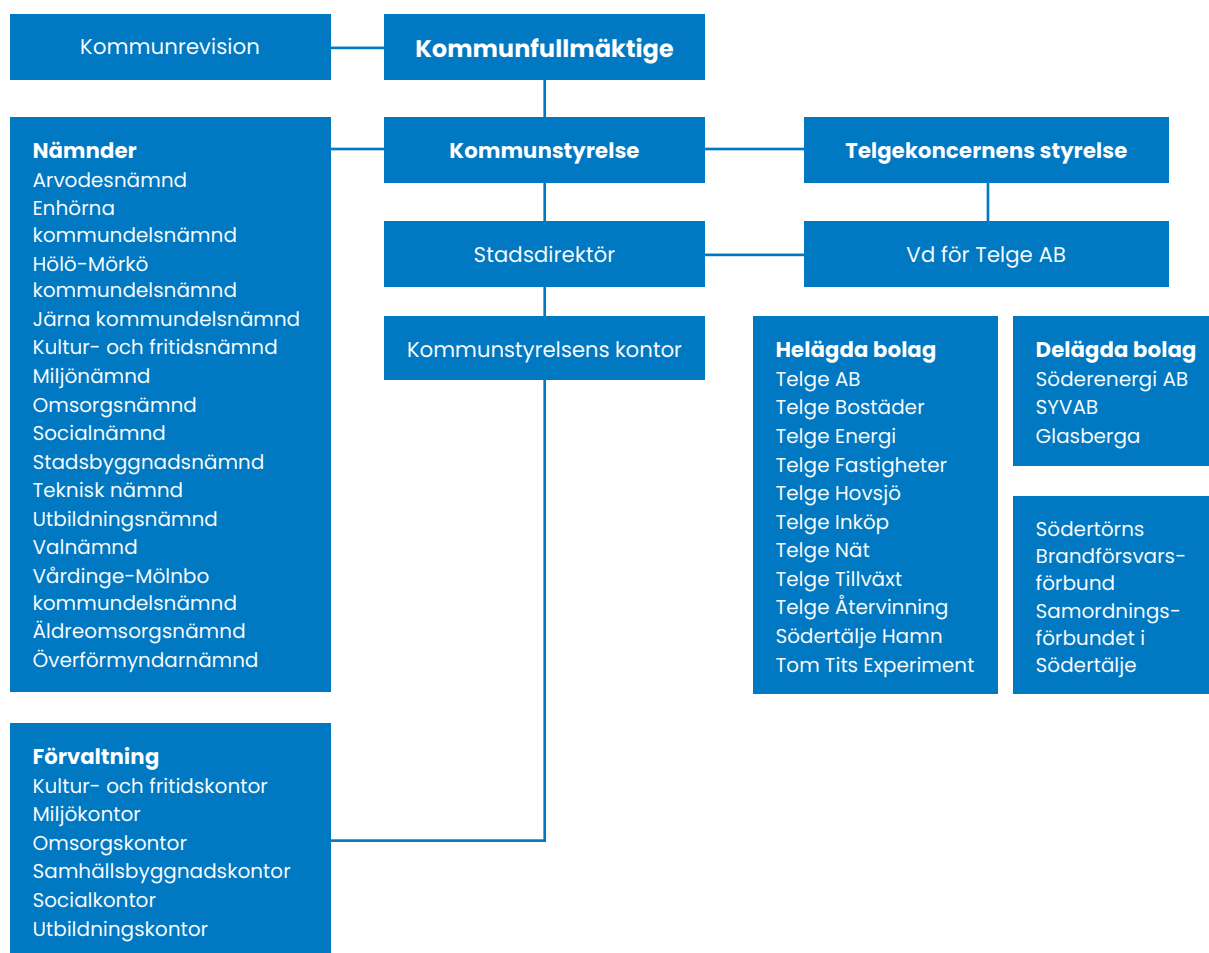 Kommunrevision
Kommunfullmäktige
Nämnder
Arvodesnämnd
Enhörna
kommundelsnämnd
Hölö-Mörkö
kommundelsnämnd
Järna kommundelsnämnd
Kultur- och fritidsnämnd
Miljönämnd
Omsorgsnämnd
Socialnämnd
Stadsbyggnadsnämnd
Teknisk nämnd
Utbildningsnämnd
Valnämnd
Vårdinge-Mölnbo
kommundelsnämnd
Äldreomsorgsnämnd
Överförmyndarnämnd
Kommunstyrelse
Telgekoncernens styrelse
Stadsdirektör
Vd för Telge AB
Kommunstyrelsens kontor
Helägda bolag
Telge AB
Telge Bostäder
Telge Energi
Telge Fastigheter
Telge Hovsjö
Telge Inköp
Telge Nät
Telge Tillväxt
Telge Återvinning
Södertälje Hamn
Tom Tits Experiment
Delägda bolag
Söderenergi AB
SYVAB
Glasberga
Södertörns
Brandförsvars-
förbund
Samordnings-
förbundet i
Södertälje
Förvaltning
Kultur- och fritidskontor
Miljökontor
Omsorgskontor
Samhällsbyggnadskontor
Socialkontor
Utbildningskontor